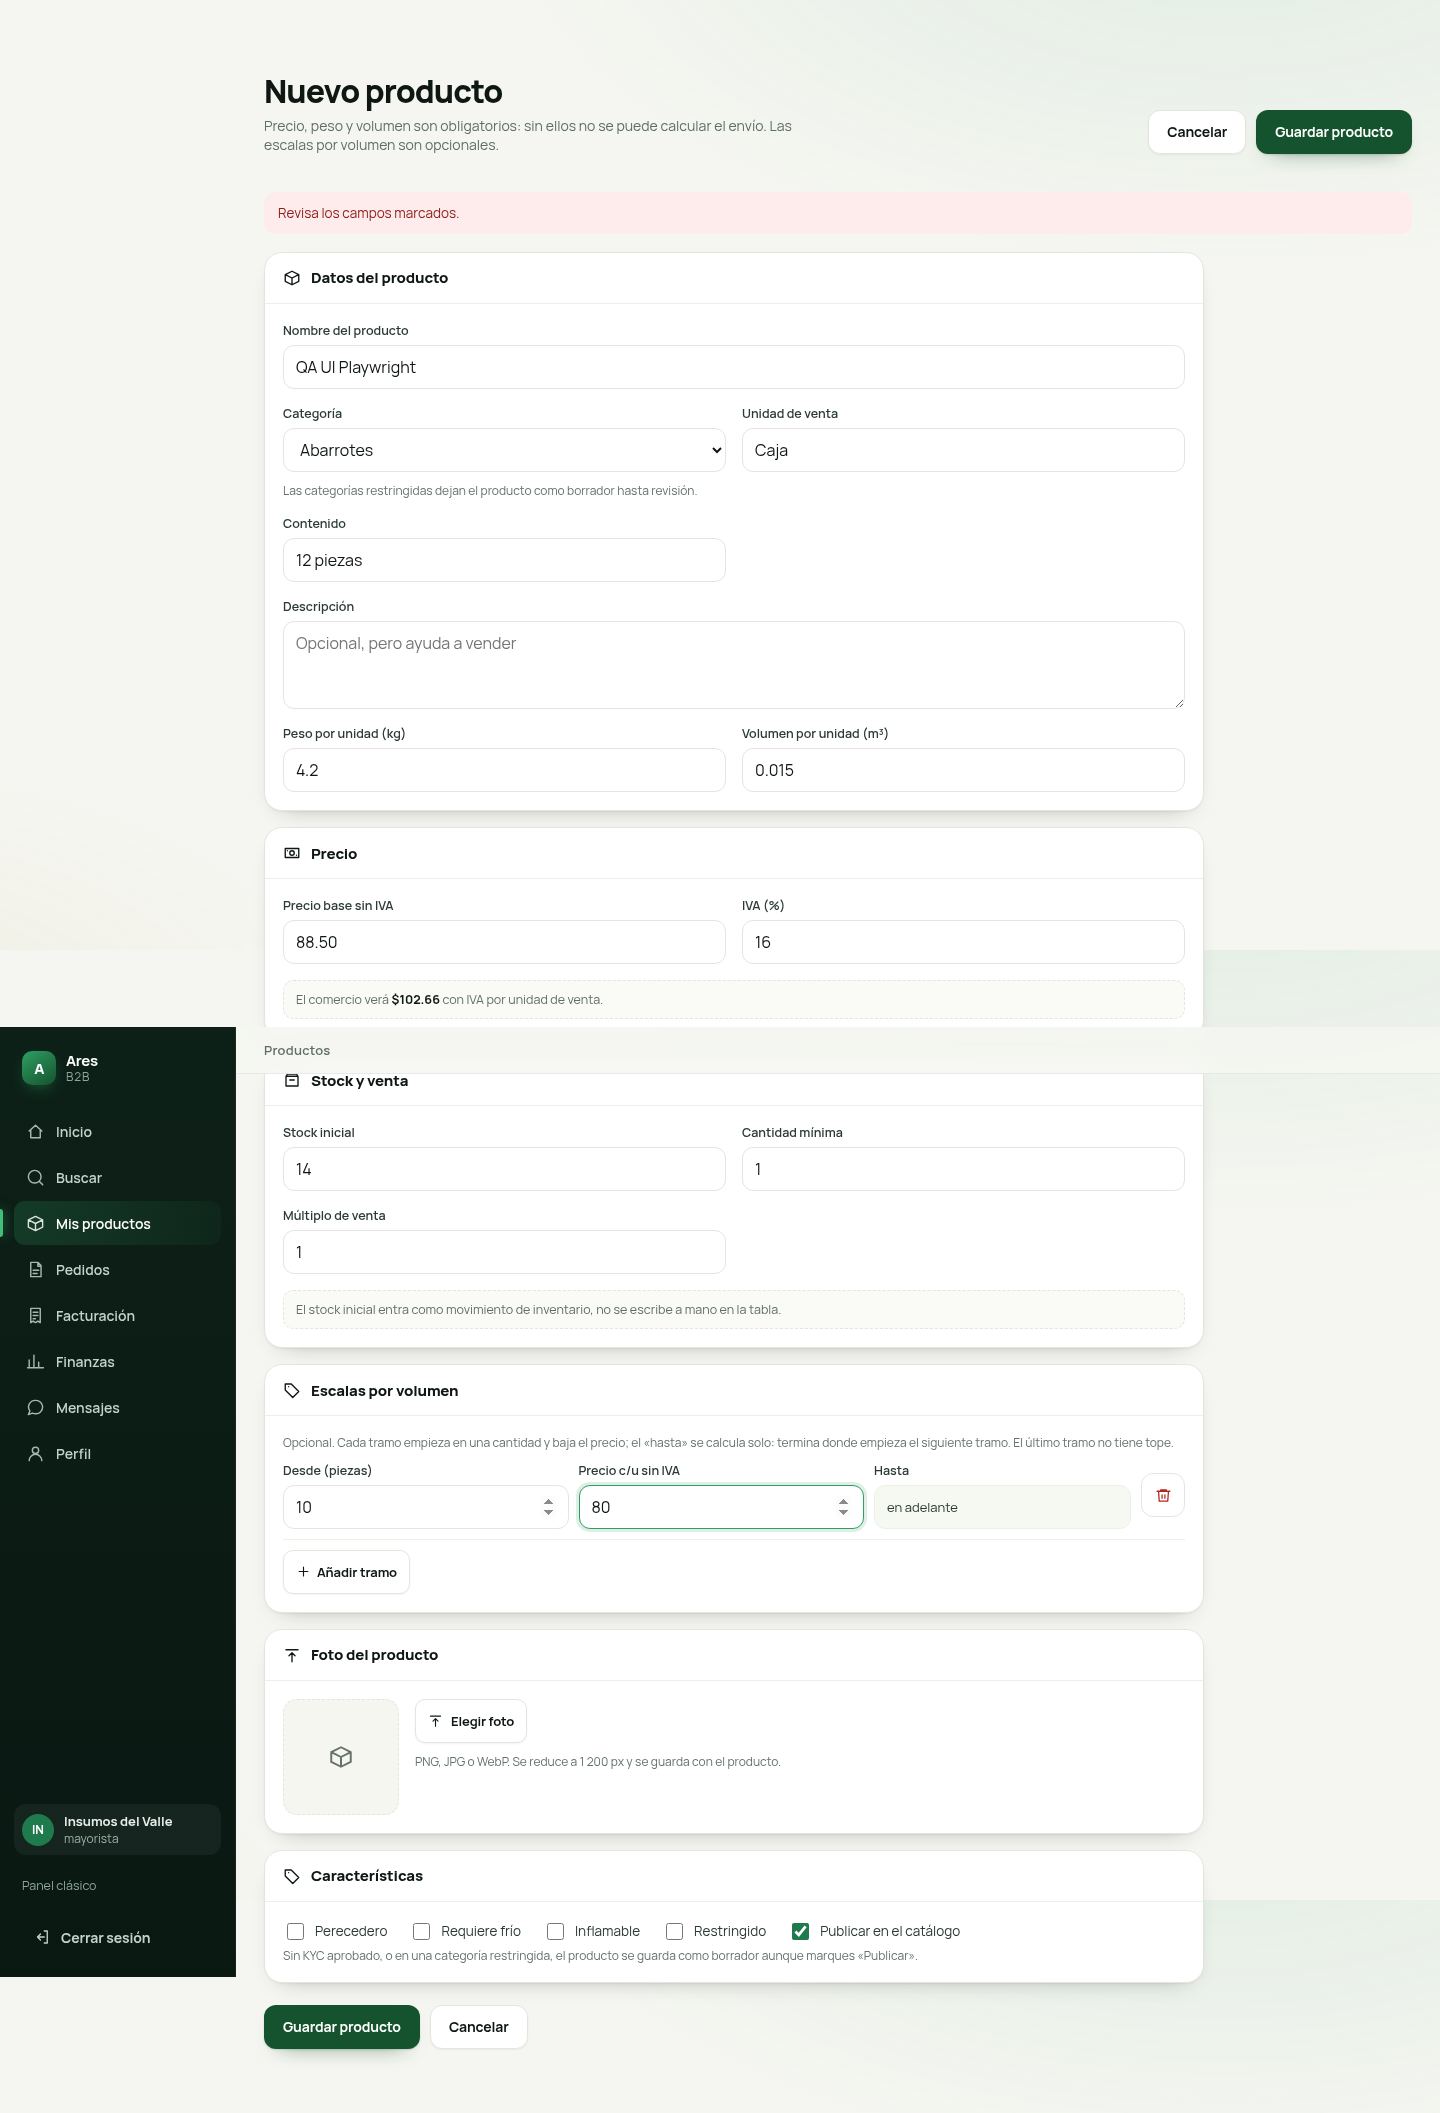 Nuevo producto
Precio, peso y volumen son obligatorios: sin ellos no se puede calcular el envío. Las
escalas por volumen son opcionales.
Cancelar
Guardar producto
Revisa los campos marcados.
Datos del producto
Nombre del producto
QA UI Playwright
Categoría
Unidad de venta
Abarrotes
Caja
Las categorías restringidas dejan el producto como borrador hasta revisión.
Contenido
12 piezas
Descripción
Opcional, pero ayuda a vender
Peso por unidad (kg)
Volumen por unidad (m³)
4.2
0.015
Precio
Precio base sin IVA
IVA (%)
88.50
16
El comercio verá $102.66 con IVA por unidad de venta.
A
Ares
B2B
Inicio
Buscar
Mis productos
Pedidos
Facturación
Finanzas
Mensajes
Perfil
IN
Insumos del Valle
mayorista
Panel clásico
Cerrar sesión
Productos
Stock y venta
Stock inicial
Cantidad mínima
14
1
Múltiplo de venta
1
El stock inicial entra como movimiento de inventario, no se escribe a mano en la tabla.
Escalas por volumen
Opcional. Cada tramo empieza en una cantidad y baja el precio; el «hasta» se calcula solo: termina donde empieza el siguiente tramo. El último tramo no tiene tope.
Desde (piezas)
Precio c/u sin IVA
Hasta
10
80
en adelante
Añadir tramo
Foto del producto
Elegir foto
PNG, JPG o WebP. Se reduce a 1 200 px y se guarda con el producto.
Características
Perecedero
Requiere frío
Inflamable
Restringido
Publicar en el catálogo
Sin KYC aprobado, o en una categoría restringida, el producto se guarda como borrador aunque marques «Publicar».
Guardar producto
Cancelar